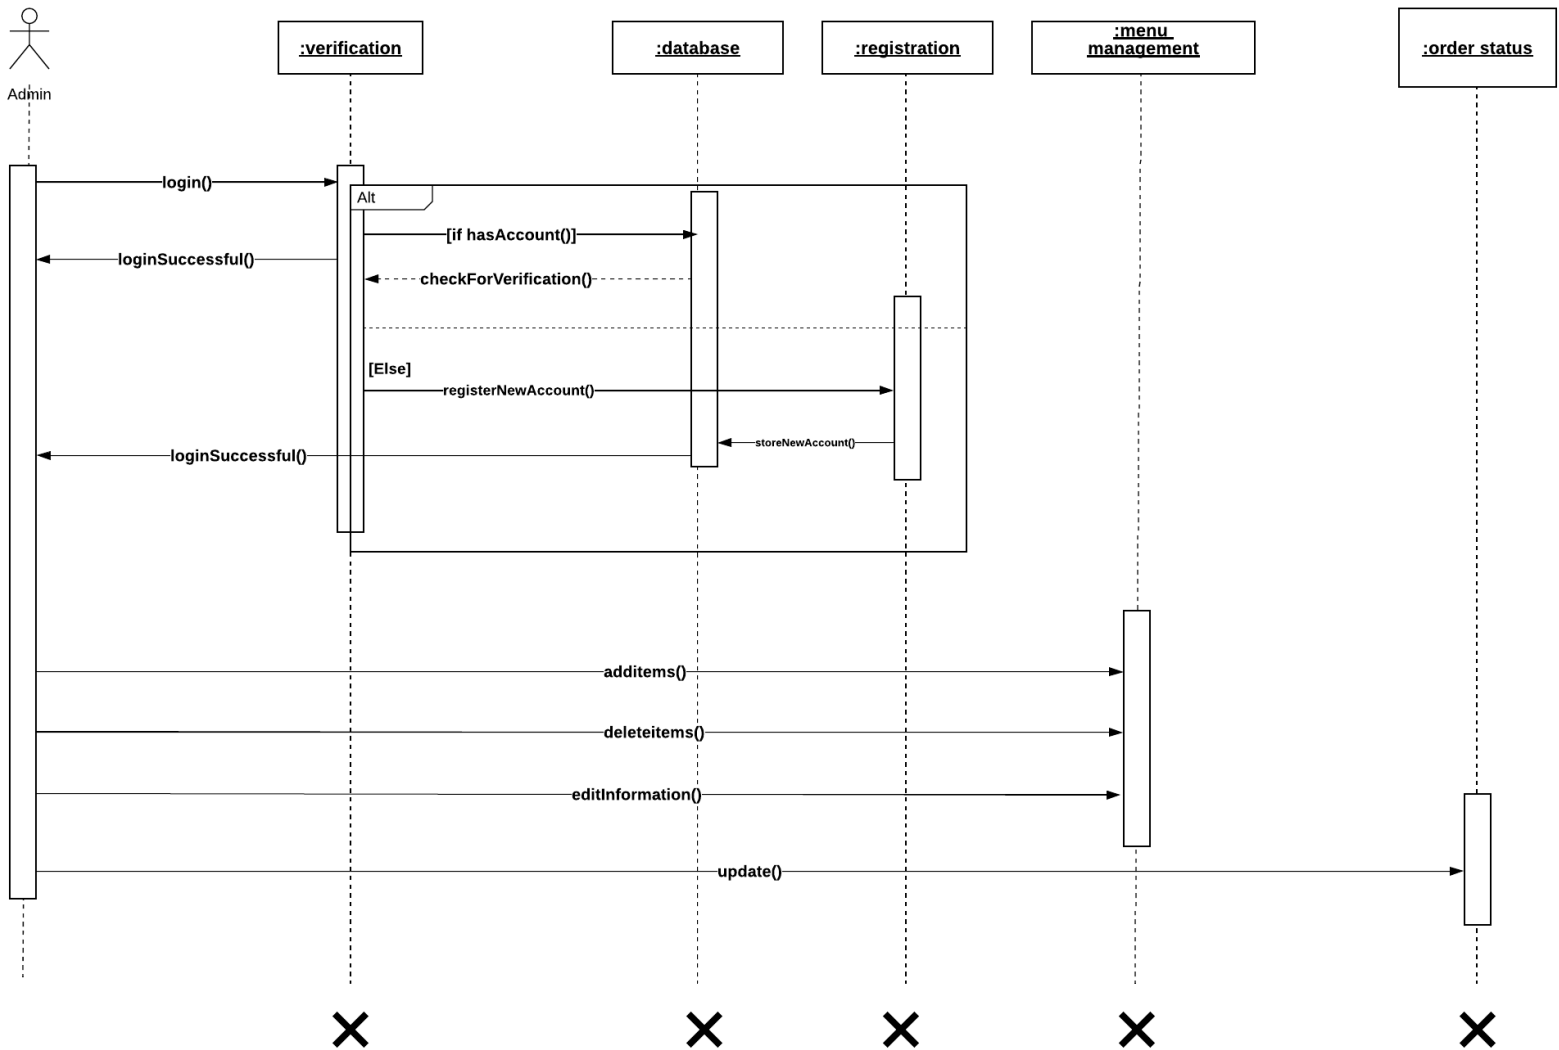 Admin
:verification
:database
:registration
:menu
management
:order status
login()
Alt
[if hasAccount()]
loginSuccessful()
checkForVerification()
[Else]
registerNewAccount()
storeNewAccount()
loginSuccessful()
additems()
deleteitems()
editInformation()
update()